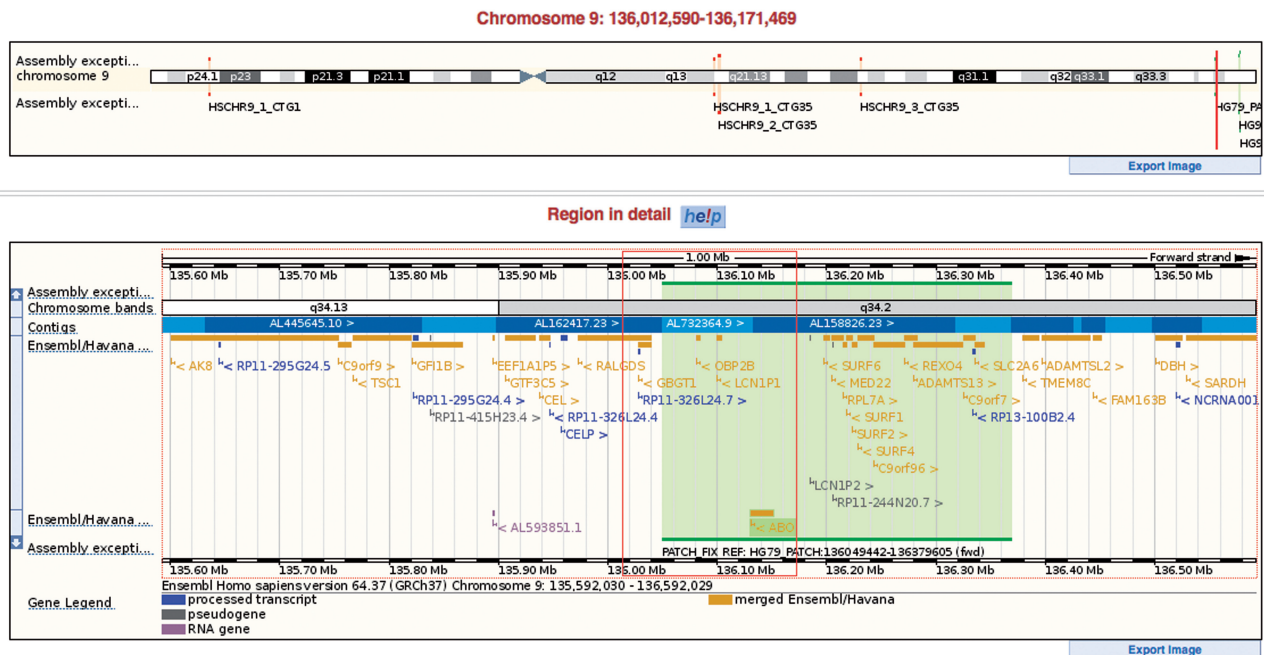 Chromosome 9: 136,012,590-136,171,469
Assembly excepti...
chromosome 9 p24.1 p23 p21.3 p21.1 q12 q13 q21.13 q31.1 q32 q33.1 q33.3
Assembly excepti... HSCHR9_1_CTG1 HSCHR9_1_CTG35 HSCHR9_3_CTG35 HG79_PA
HSCHR9_2_CTG35 HG9
HG9
Export Image
Region in detail help
1.00 Mb Forward strand
135.60 Mb 135.70 Mb 135.80 Mb 135.90 Mb 136.00 Mb 136.10 Mb 136.20 Mb 136.30 Mb 136.40 Mb 136.50 Mb
Assembly excepti...
Chromosome bands q34.13 q34.2
Contigs AL445645.10 > AL162417.23 > AL732364.9 > AL158826.23 >
Ensembl/Havana ...
< AK8 < RP11-295G24.5 C9orf9 > GFI1B > EEF1A1P5 > < RALGDS < OBP2B < SURF6 < REXO4 < SLC2A6 ADAMTSL2 > DBH >
< TSC1 GTF3C5 > < GBGT1 < LCN1P1 < MED22 ADAMTS13 > < TMEM8C < SARDH
RP11-295G24.4 > CEL > RP11-326L24.7 > RPL7A > C9orf7 > < FAM163B < NCRNA001
RP11-415H23.4 > < RP11-326L24.4 < SURF1 < RP13-100B2.4
CELP > SURF2 >
< SURF4
C9orf96 >
LCN1P2 >
RP11-244N20.7 >
Ensembl/Havana ... < AL593851.1 < ABO
Assembly excepti... PATCH_FIX REF: HG79_PATCH:136049442-136379605 (fwd)
135.60 Mb 135.70 Mb 135.80 Mb 135.90 Mb 136.00 Mb 136.10 Mb 136.20 Mb 136.30 Mb 136.40 Mb 136.50 Mb
Ensembl Homo sapiens version 64.37 (GRCh37) Chromosome 9: 135,592,030 - 136,592,029
Gene Legend processed transcript merged Ensembl/Havana
pseudogene
RNA gene
Export Image